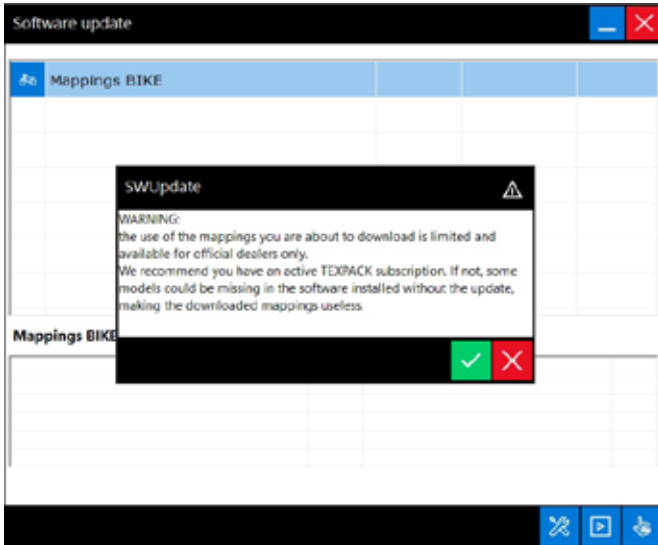 Software update
Mappings BIKE
SWUpdate
WARNING:
the use of the mappings you are about to download is limited and
available for official dealers only.
We recommend you have an active TEXPACK subscription. If not, some
models could be missing in the software installed without the update,
making the downloaded mappings useless.
Mappings BIKE